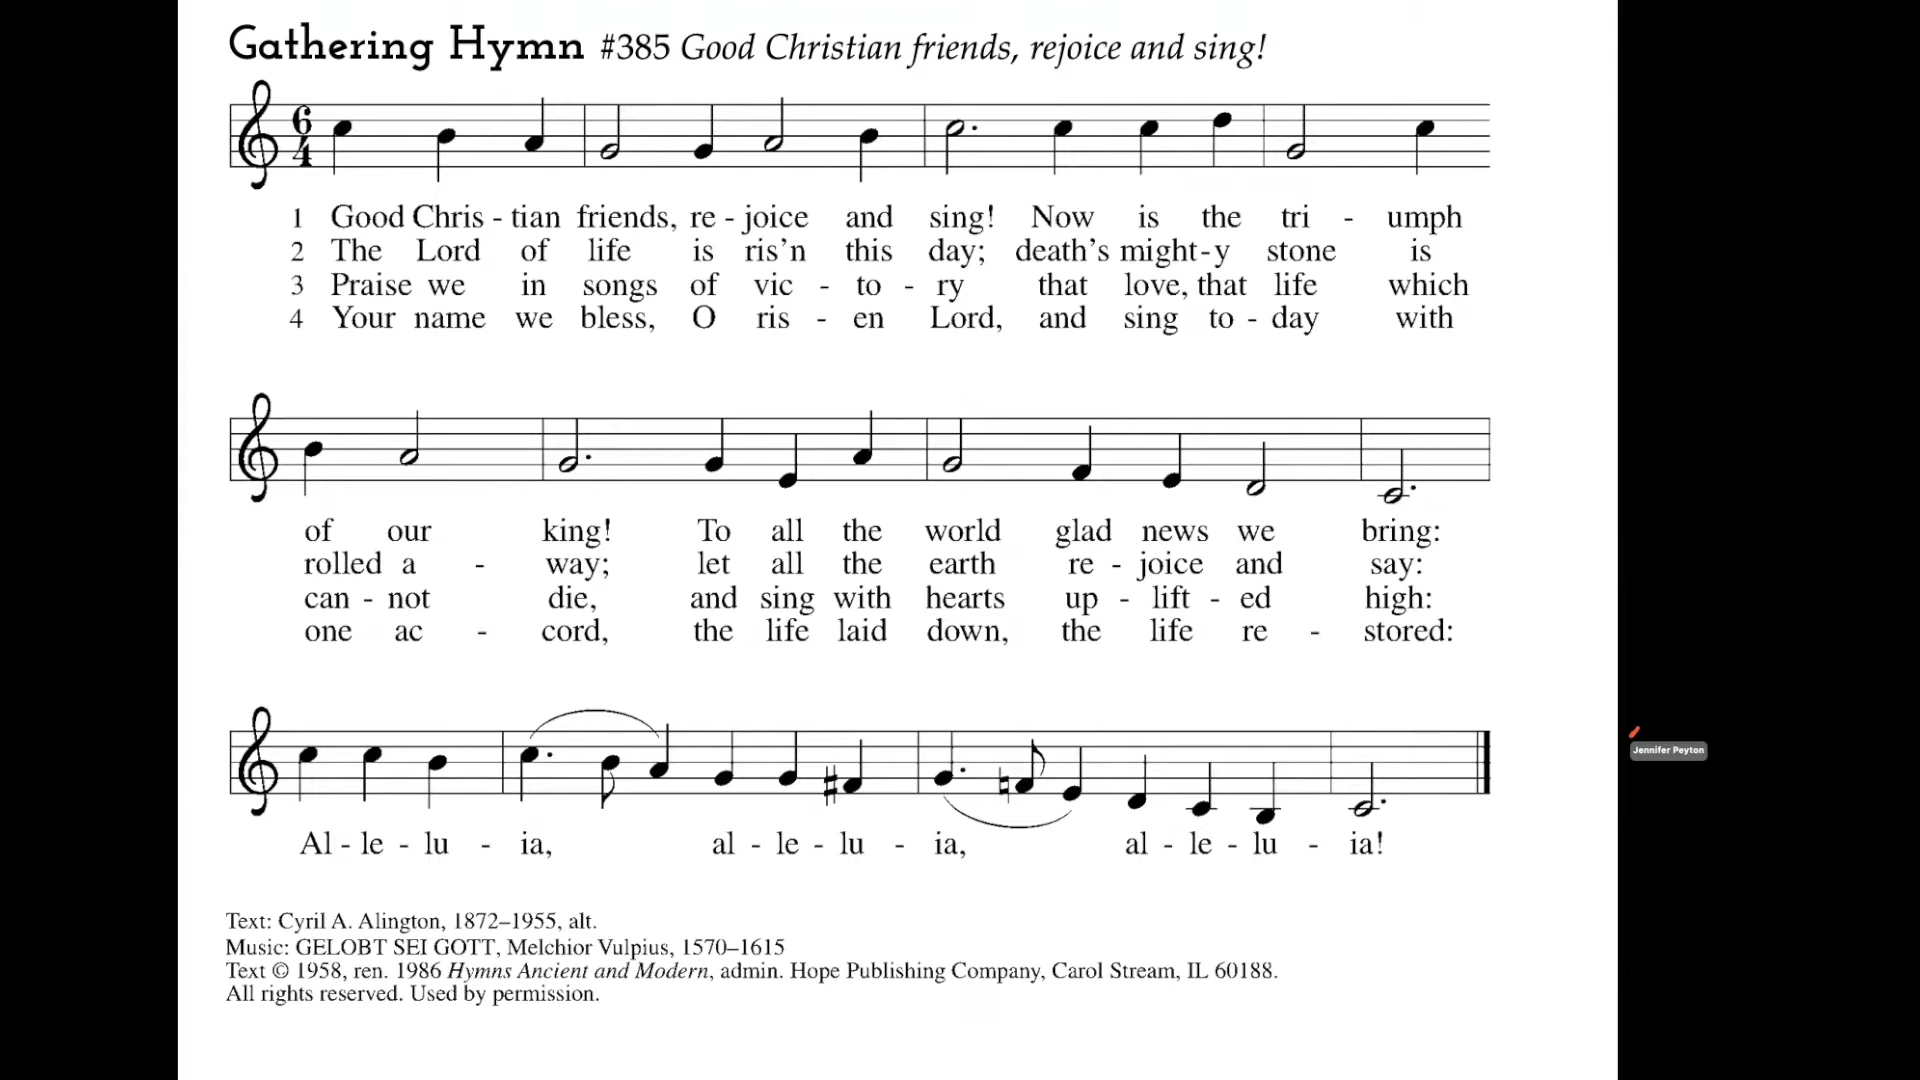 Gathering Hymn #385 Good Christian friends, rejoice and sing!
6
4
1 Good Chris - tian friends, re - joice and sing! Now is the tri - umph
2 The Lord of life is ris'n this day; death's might - y stone is
3 Praise we in songs of vic - to - ry that love, that life which
4 Your name we bless, O ris - en Lord, and sing to - day with
of our king! To all the world glad news we bring:
rolled a - way; let all the earth re - joice and say:
can - not die, and sing with hearts up - lift - ed high:
one ac - cord, the life laid down, the life re - stored:
Jennifer Peyton
Al - le - lu - ia, al - le - lu - ia, al - le - lu - ia!
Text: Cyril A. Alington, 1872–1955, alt.
Music: GELOBT SEI GOTT, Melchior Vulpius, 1570–1615
Text © 1958, ren. 1986 Hymns Ancient and Modern, admin. Hope Publishing Company, Carol Stream, IL 60188.
All rights reserved. Used by permission.